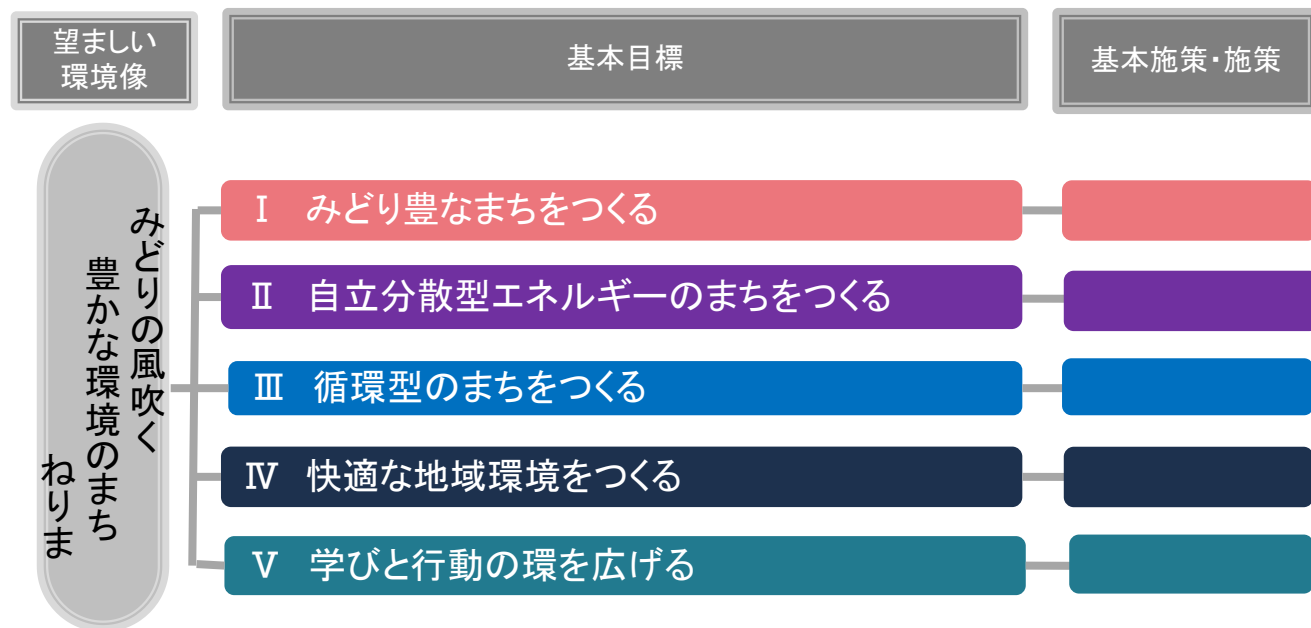 望ましい
環境像
基本目標
基本施策・施策
みどりの風吹く
豊かな環境のまち
ねりま
Ⅰ みどり豊なまちをつくる
Ⅱ 自立分散型エネルギーのまちをつくる
Ⅲ 循環型のまちをつくる
Ⅳ 快適な地域環境をつくる
Ⅴ 学びと行動の環を広げる